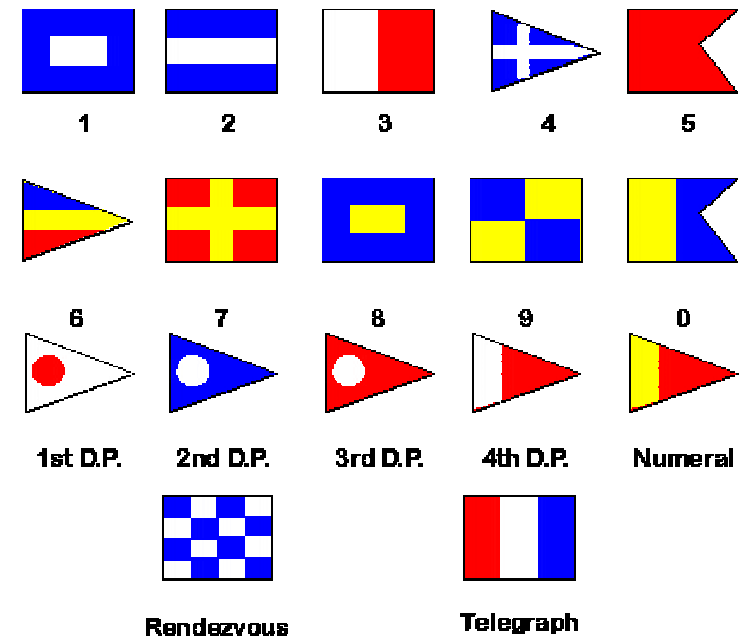 1 2 3 4 5
6 7 8 9 0
1st D.P. 2nd D.P. 3rd D.P. 4th D.P. Numeral
Rendezvous Telegraph